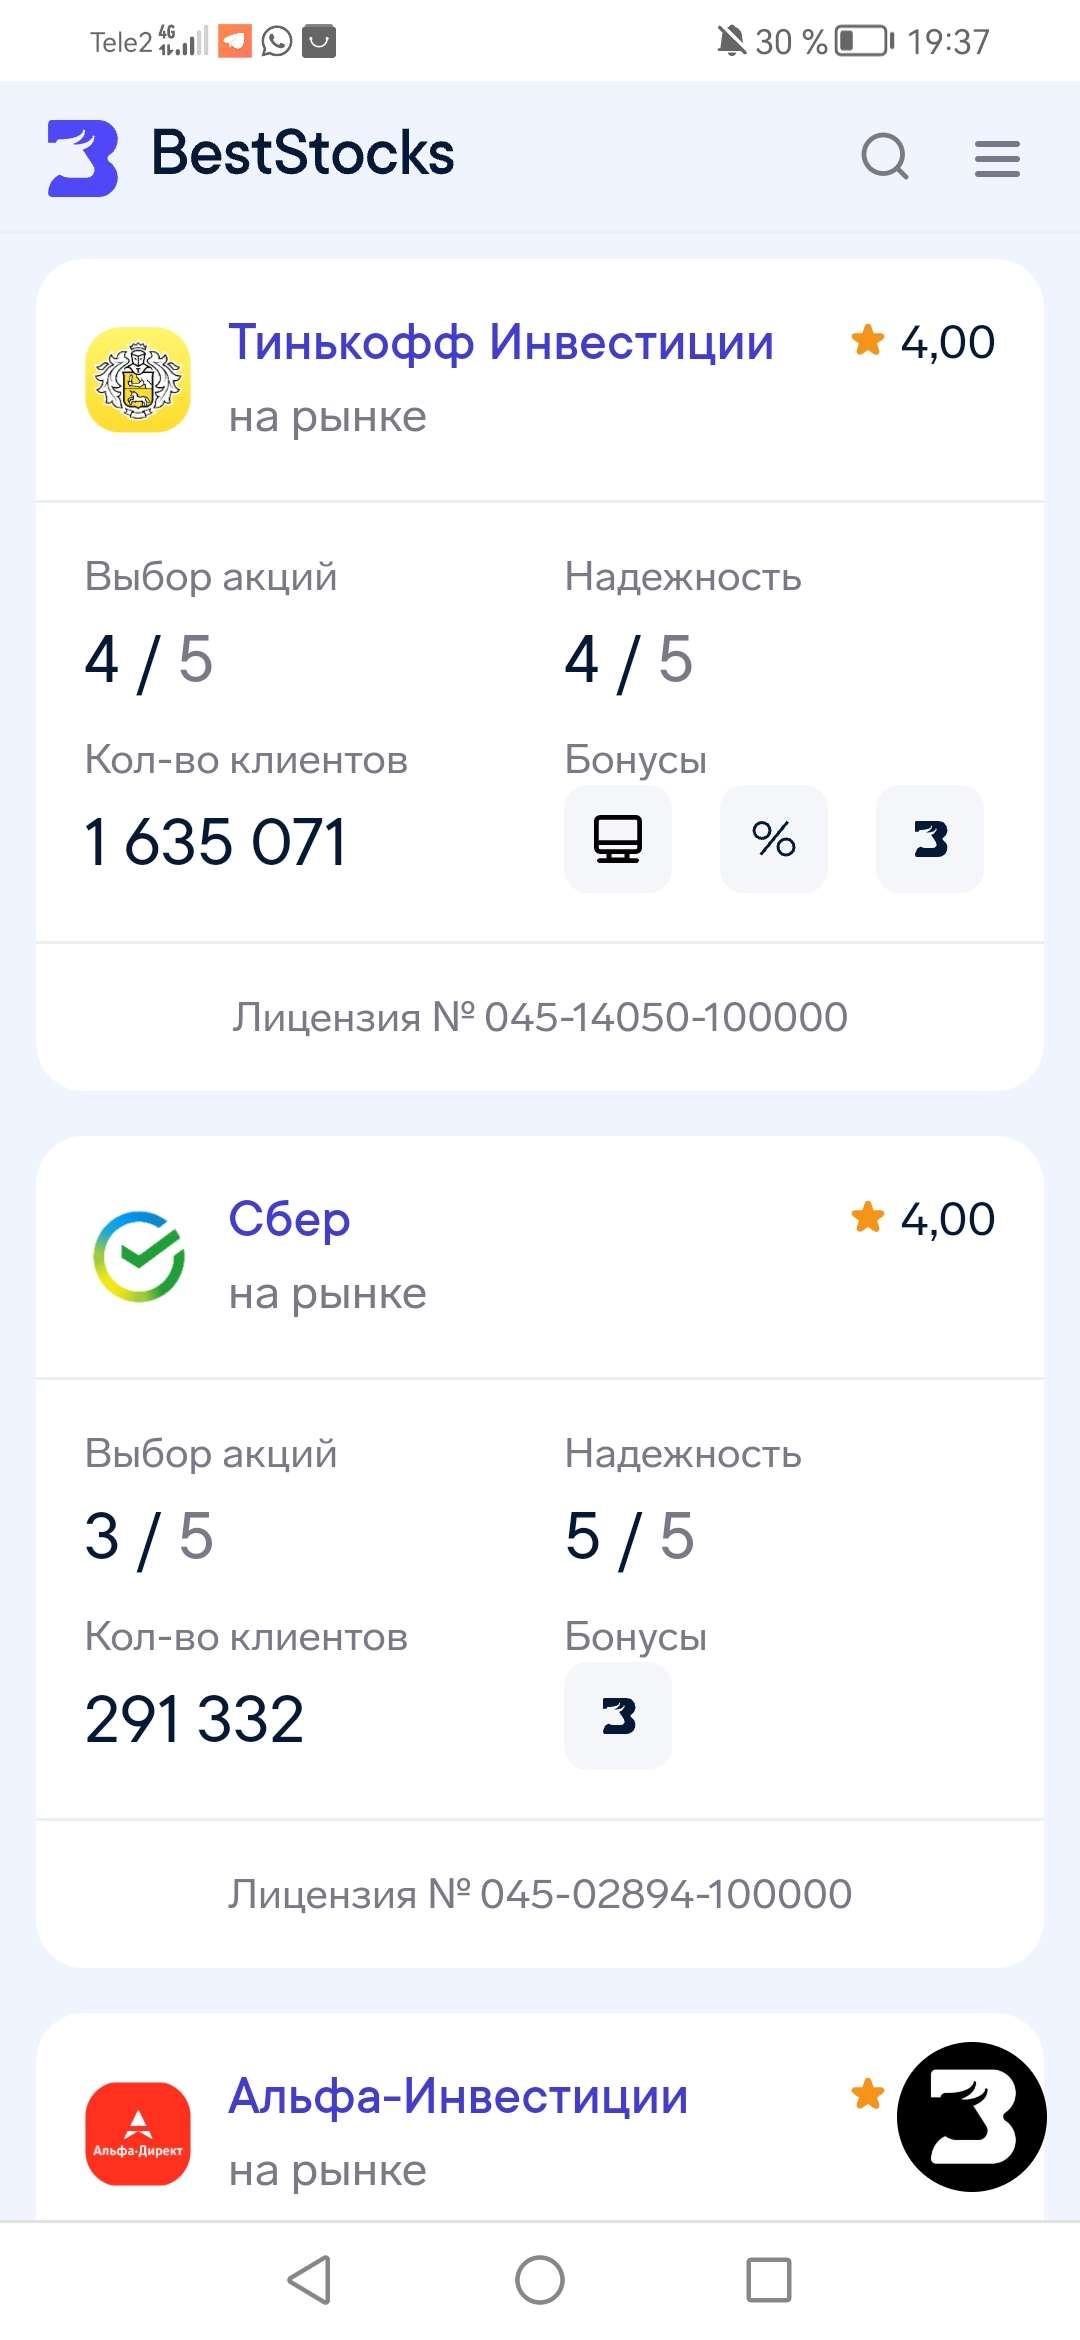 Tele2 4G 30 % 19:37
BestStocks
Тинькофф Инвестиции 4,00
на рынке
Выбор акций Надежность
4 / 5 4 / 5
Кол-во клиентов Бонусы
1 635 071 %
Лицензия № 045-14050-100000
Сбер 4,00
на рынке
Выбор акций Надежность
3 / 5 5 / 5
Кол-во клиентов Бонусы
291 332
Лицензия № 045-02894-100000
Альфа-Инвестиции
Альфа-Директ
на рынке